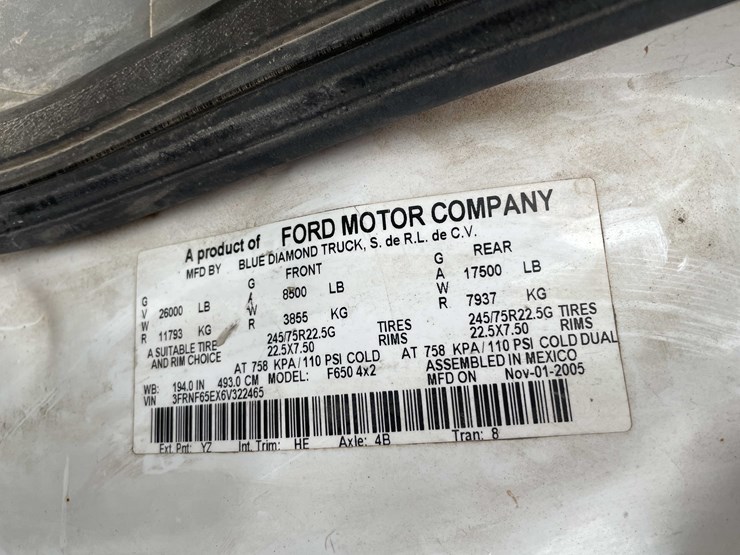 A product of FORD MOTOR COMPANY
MFD BY BLUE DIAMOND TRUCK, S. de R.L. de C.V.
GVWR 26000 LB 11793 KG
FRONT GAWR 8500 LB 3855 KG
REAR GAWR 17500 LB 7937 KG
A SUITABLE TIRE AND RIM CHOICE
245/75R22.5G TIRES
22.5X7.50 RIMS
AT 758 KPA/110 PSI COLD
245/75R22.5G TIRES
22.5X7.50 RIMS
AT 758 KPA/110 PSI COLD DUAL
WB: 194.0 IN 493.0 CM MODEL: F650 4x2
ASSEMBLED IN MEXICO
VIN 3FRNF65EX6V322465
MFD ON Nov-01-2005
Ext Pnt: YZ Int Trim: HE Axle: 4B Tran: 8